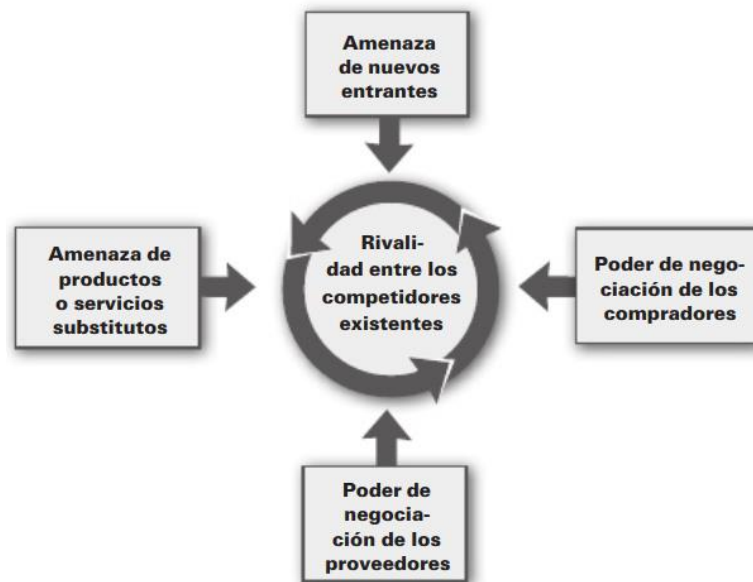 Amenaza
de nuevos
entrantes
Amenaza de
productos
o servicios
substitutos
Rivali-
dad entre los
competidores
existentes
Poder de nego-
ciación de los
compradores
Poder de
negocia-
ción de los
proveedores